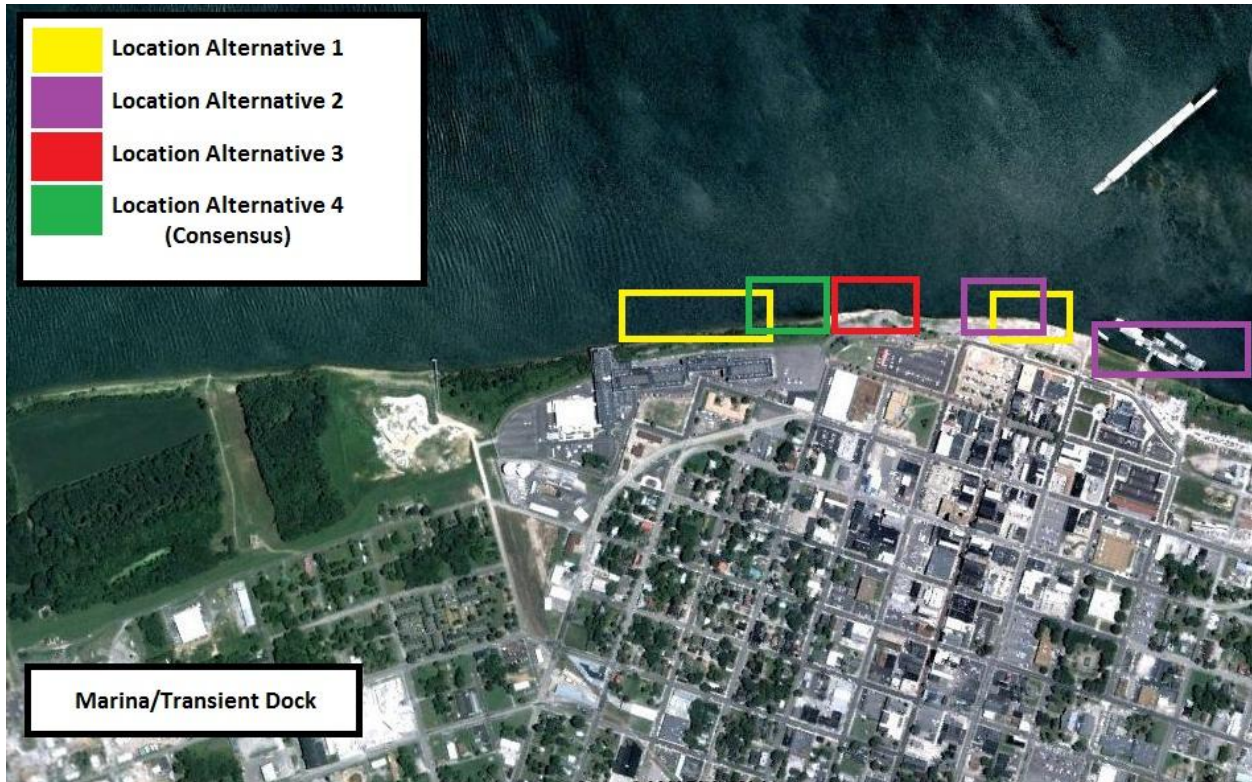 Location Alternative 1
Location Alternative 2
Location Alternative 3
Location Alternative 4
(Consensus)
Marina/Transient Dock